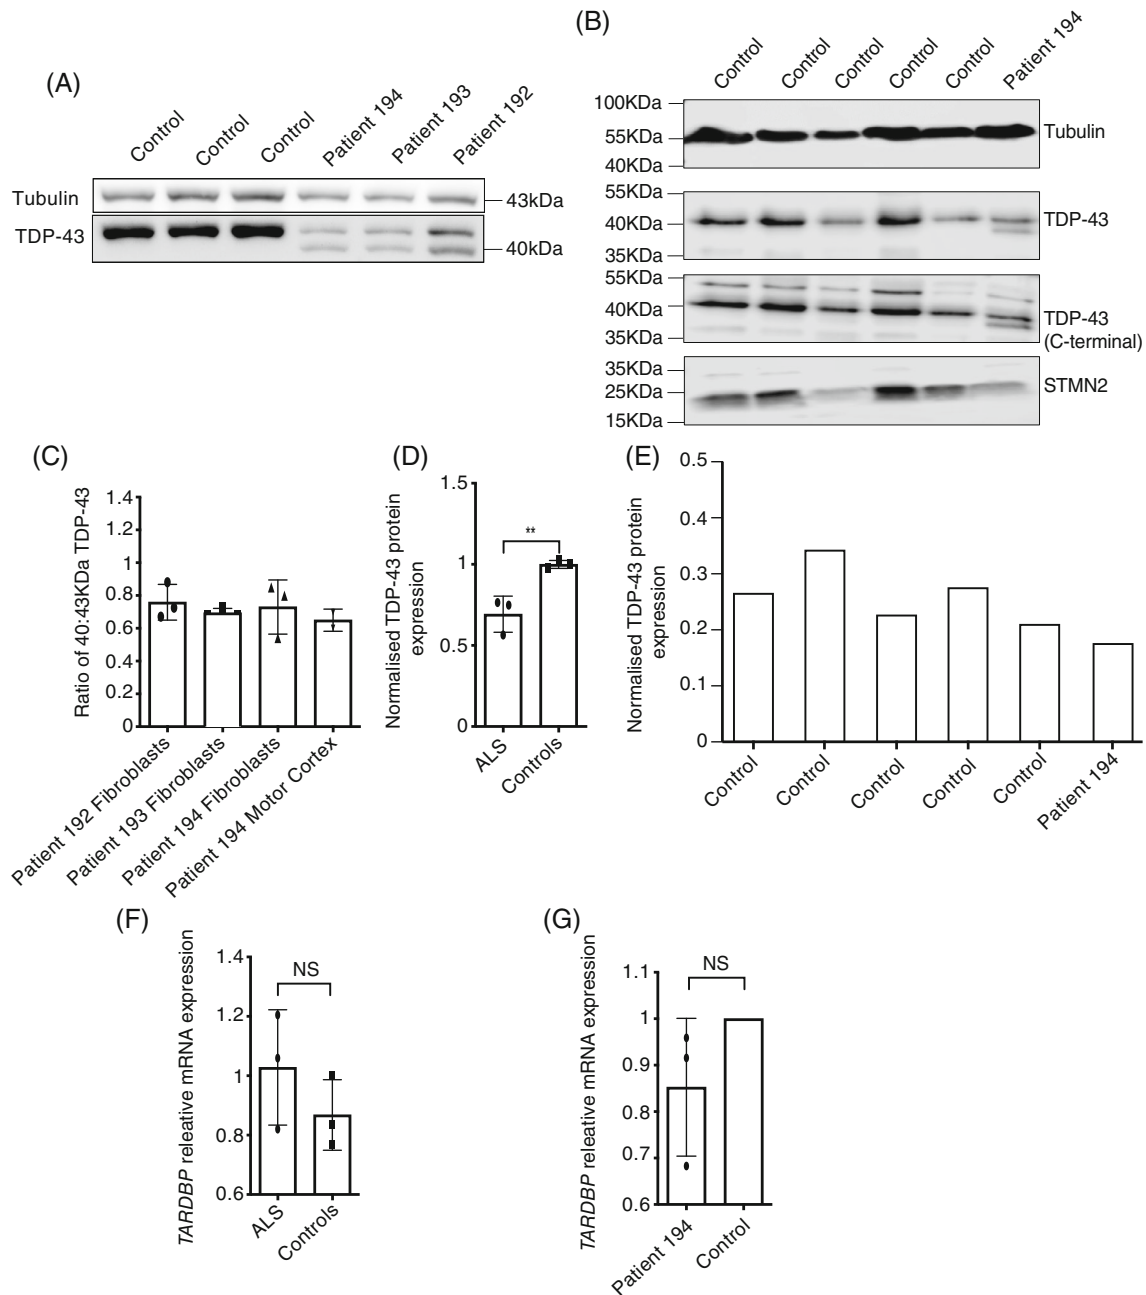 (A)
Control
Control
Control
Patient 194
Patient 193
Patient 192
Tubulin
43kDa
TDP-43
40kDa
(B)
Control
Control
Control
Control
Control
Patient 194
100KDa
55KDa
40KDa
Tubulin
55KDa
40KDa
35KDa
TDP-43
55KDa
40KDa
35KDa
TDP-43
(C-terminal)
35KDa
25KDa
15KDa
STMN2
(C)
Ratio of 40:43KDa TDP-43
1.4
1.2
1
0.8
0.6
0.4
0.2
0
Patient 192 Fibroblasts
Patient 193 Fibroblasts
Patient 194 Fibroblasts
Patient 194 Motor Cortex
(D)
Normalised TDP-43 protein
expression
1.5
1
0.5
0
**
ALS
Controls
(E)
Normalised TDP-43 protein
expression
0.5
0.4
0.3
0.2
0.1
0
Control
Control
Control
Control
Control
Patient 194
(F)
TARDBP releative mRNA expression
1.4
1.2
1
0.8
0.6
NS
ALS
Controls
(G)
TARDBP releative mRNA expression
1.1
1
0.9
0.8
0.7
0.6
NS
Patient 194
Control